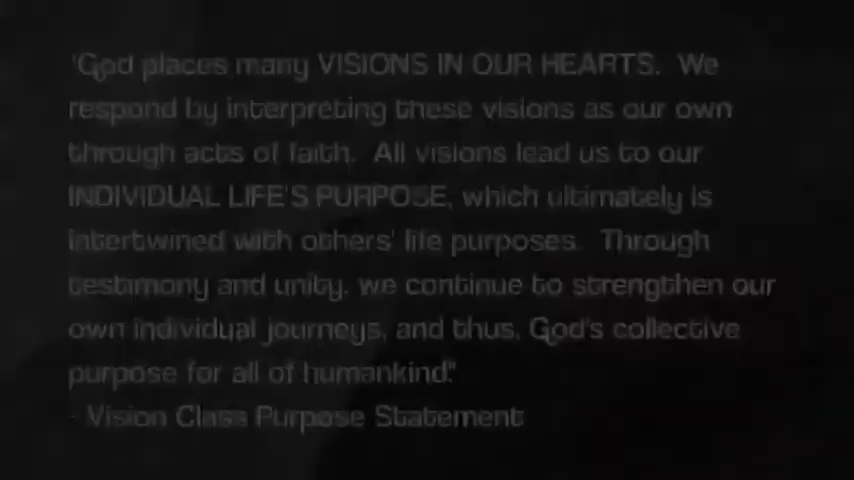 "God places many VISIONS IN OUR HEARTS. We
respond by interpreting these visions as our own
through acts of faith. All visions lead us to our
INDIVIDUAL LIFE'S PURPOSE, which ultimately is
intertwined with others' life purposes. Through
testimony and unity, we continue to strengthen our
own individual journeys, and thus, God's collective
purpose for all of humankind"
- Vision Class Purpose Statement